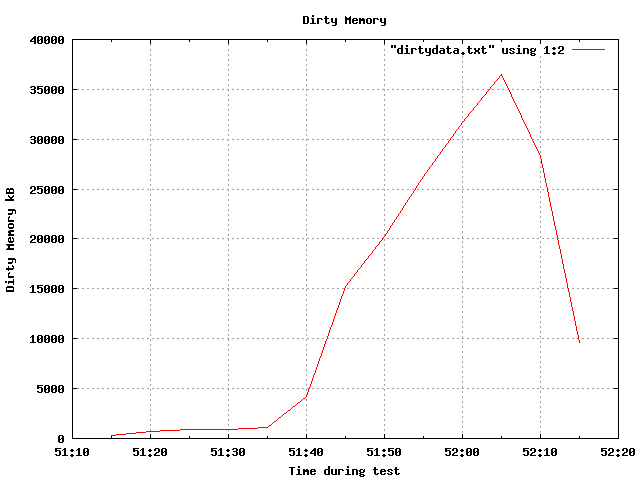 Dirty Memory
"dirtydata.txt" using 1:2
40000
35000
30000
25000
20000
15000
10000
5000
0
Dirty Memory kB
51:10 51:20 51:30 51:40 51:50 52:00 52:10 52:20
Time during test